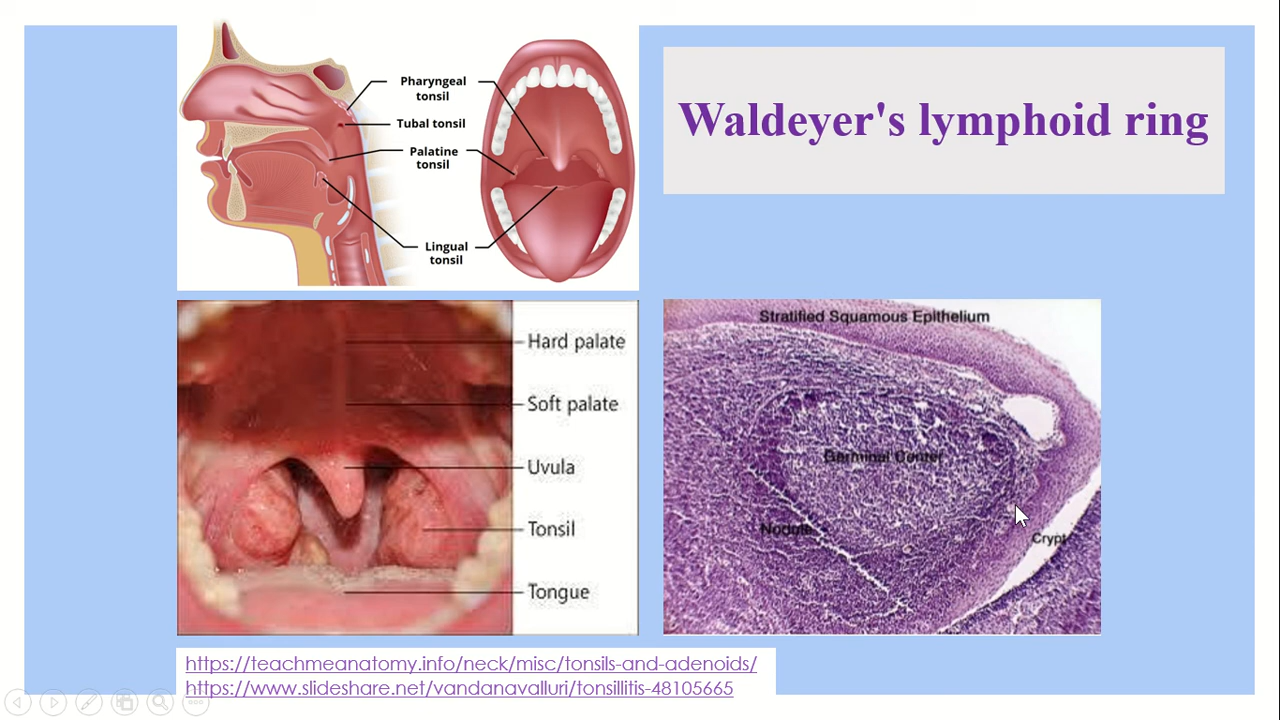 Pharyngeal
tonsil
Tubal tonsil
Palatine
tonsil
Lingual
tonsil
Waldeyer's lymphoid ring
Hard palate
Soft palate
Uvula
Tonsil
Tongue
Stratified Squamous Epithelium
Germinal Center
Nodule
Crypt
https://teachmeanatomy.info/neck/misc/tonsils-and-adenoids/
https://www.slideshare.net/vandanavalluri/tonsillitis-48105665